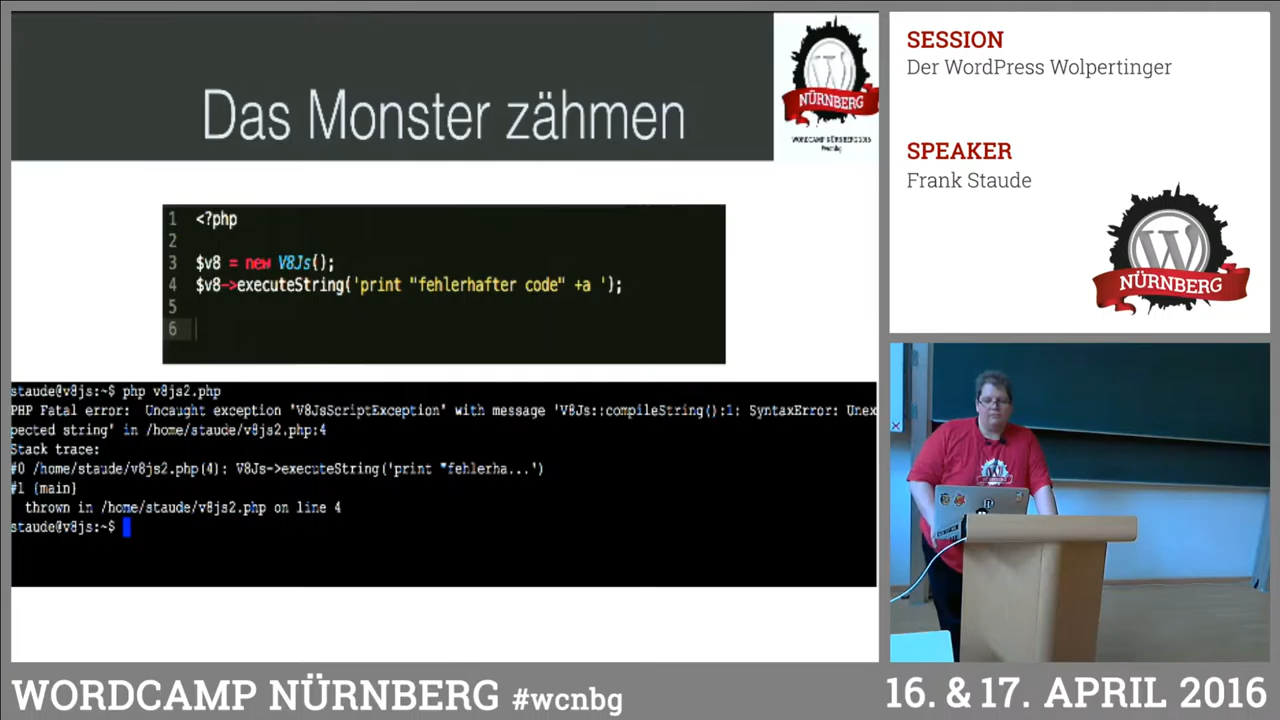 Das Monster zähmen
NÜRNBERG
WORDCAMP NÜRNBERG 2016
#wcnbg
1 <?php
2
3 $v8 = new V8Js();
4 $v8->executeString('print "fehlerhafter code" +a ');
5
6
staude@v8js:~$ php v8js2.php
PHP Fatal error:  Uncaught exception 'V8JsScriptException' with message 'V8Js::compileString():1: SyntaxError: Unex
pected string' in /home/staude/v8js2.php:4
Stack trace:
#0 /home/staude/v8js2.php(4): V8Js->executeString('print "fehlerha...')
#1 {main}
thrown in /home/staude/v8js2.php on line 4
staude@v8js:~$
SESSION
Der WordPress Wolpertinger
SPEAKER
Frank Staude
NÜRNBERG
WORDCAMP NÜRNBERG #wcnbg
16. & 17. APRIL 2016